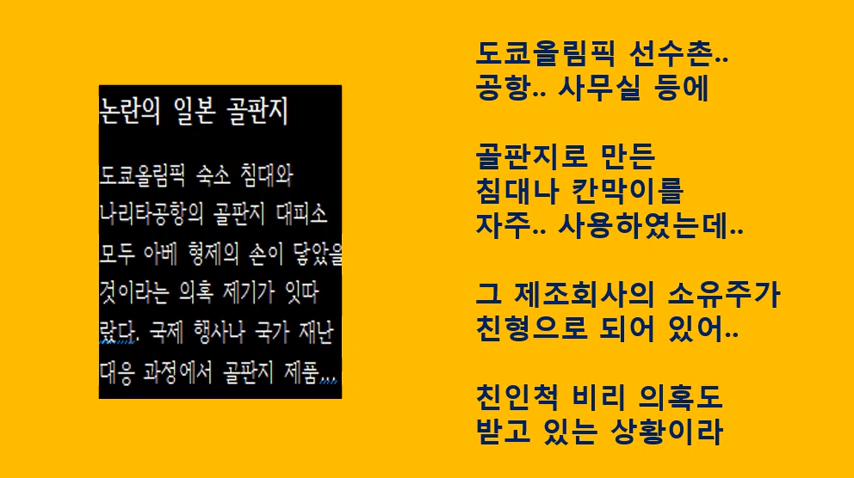 논란의 일본 골판지
도쿄올림픽 숙소 침대와
나리타공항의 골판지 대피소
모두 아베 형제의 손이 닿았을
것이라는 의혹 제기가 잇따
랐다. 국제 행사나 국가 재난
대응 과정에서 골판지 제품,,,
도쿄올림픽 선수촌..
공항.. 사무실 등에
골판지로 만든
침대나 칸막이를
자주.. 사용하였는데..
그 제조회사의 소유주가
친형으로 되어 있어..
친인척 비리 의혹도
받고 있는 상황이라